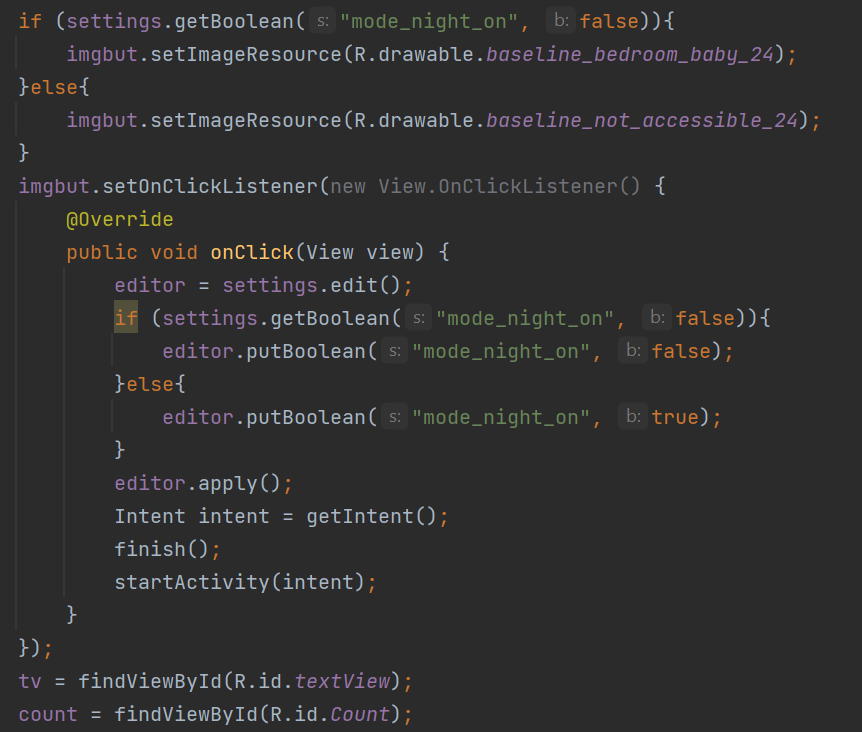 if (settings.getBoolean( s: "mode_night_on", b: false)){
imgbut.setImageResource(R.drawable.baseline_bedroom_baby_24);
}else{
imgbut.setImageResource(R.drawable.baseline_not_accessible_24);
}
imgbut.setOnClickListener(new View.OnClickListener() {
@Override
public void onClick(View view) {
editor = settings.edit();
if (settings.getBoolean( s: "mode_night_on", b: false)){
editor.putBoolean( s: "mode_night_on", b: false);
}else{
editor.putBoolean( s: "mode_night_on", b: true);
}
editor.apply();
Intent intent = getIntent();
finish();
startActivity(intent);
}
});
tv = findViewById(R.id.textView);
count = findViewById(R.id.Count);